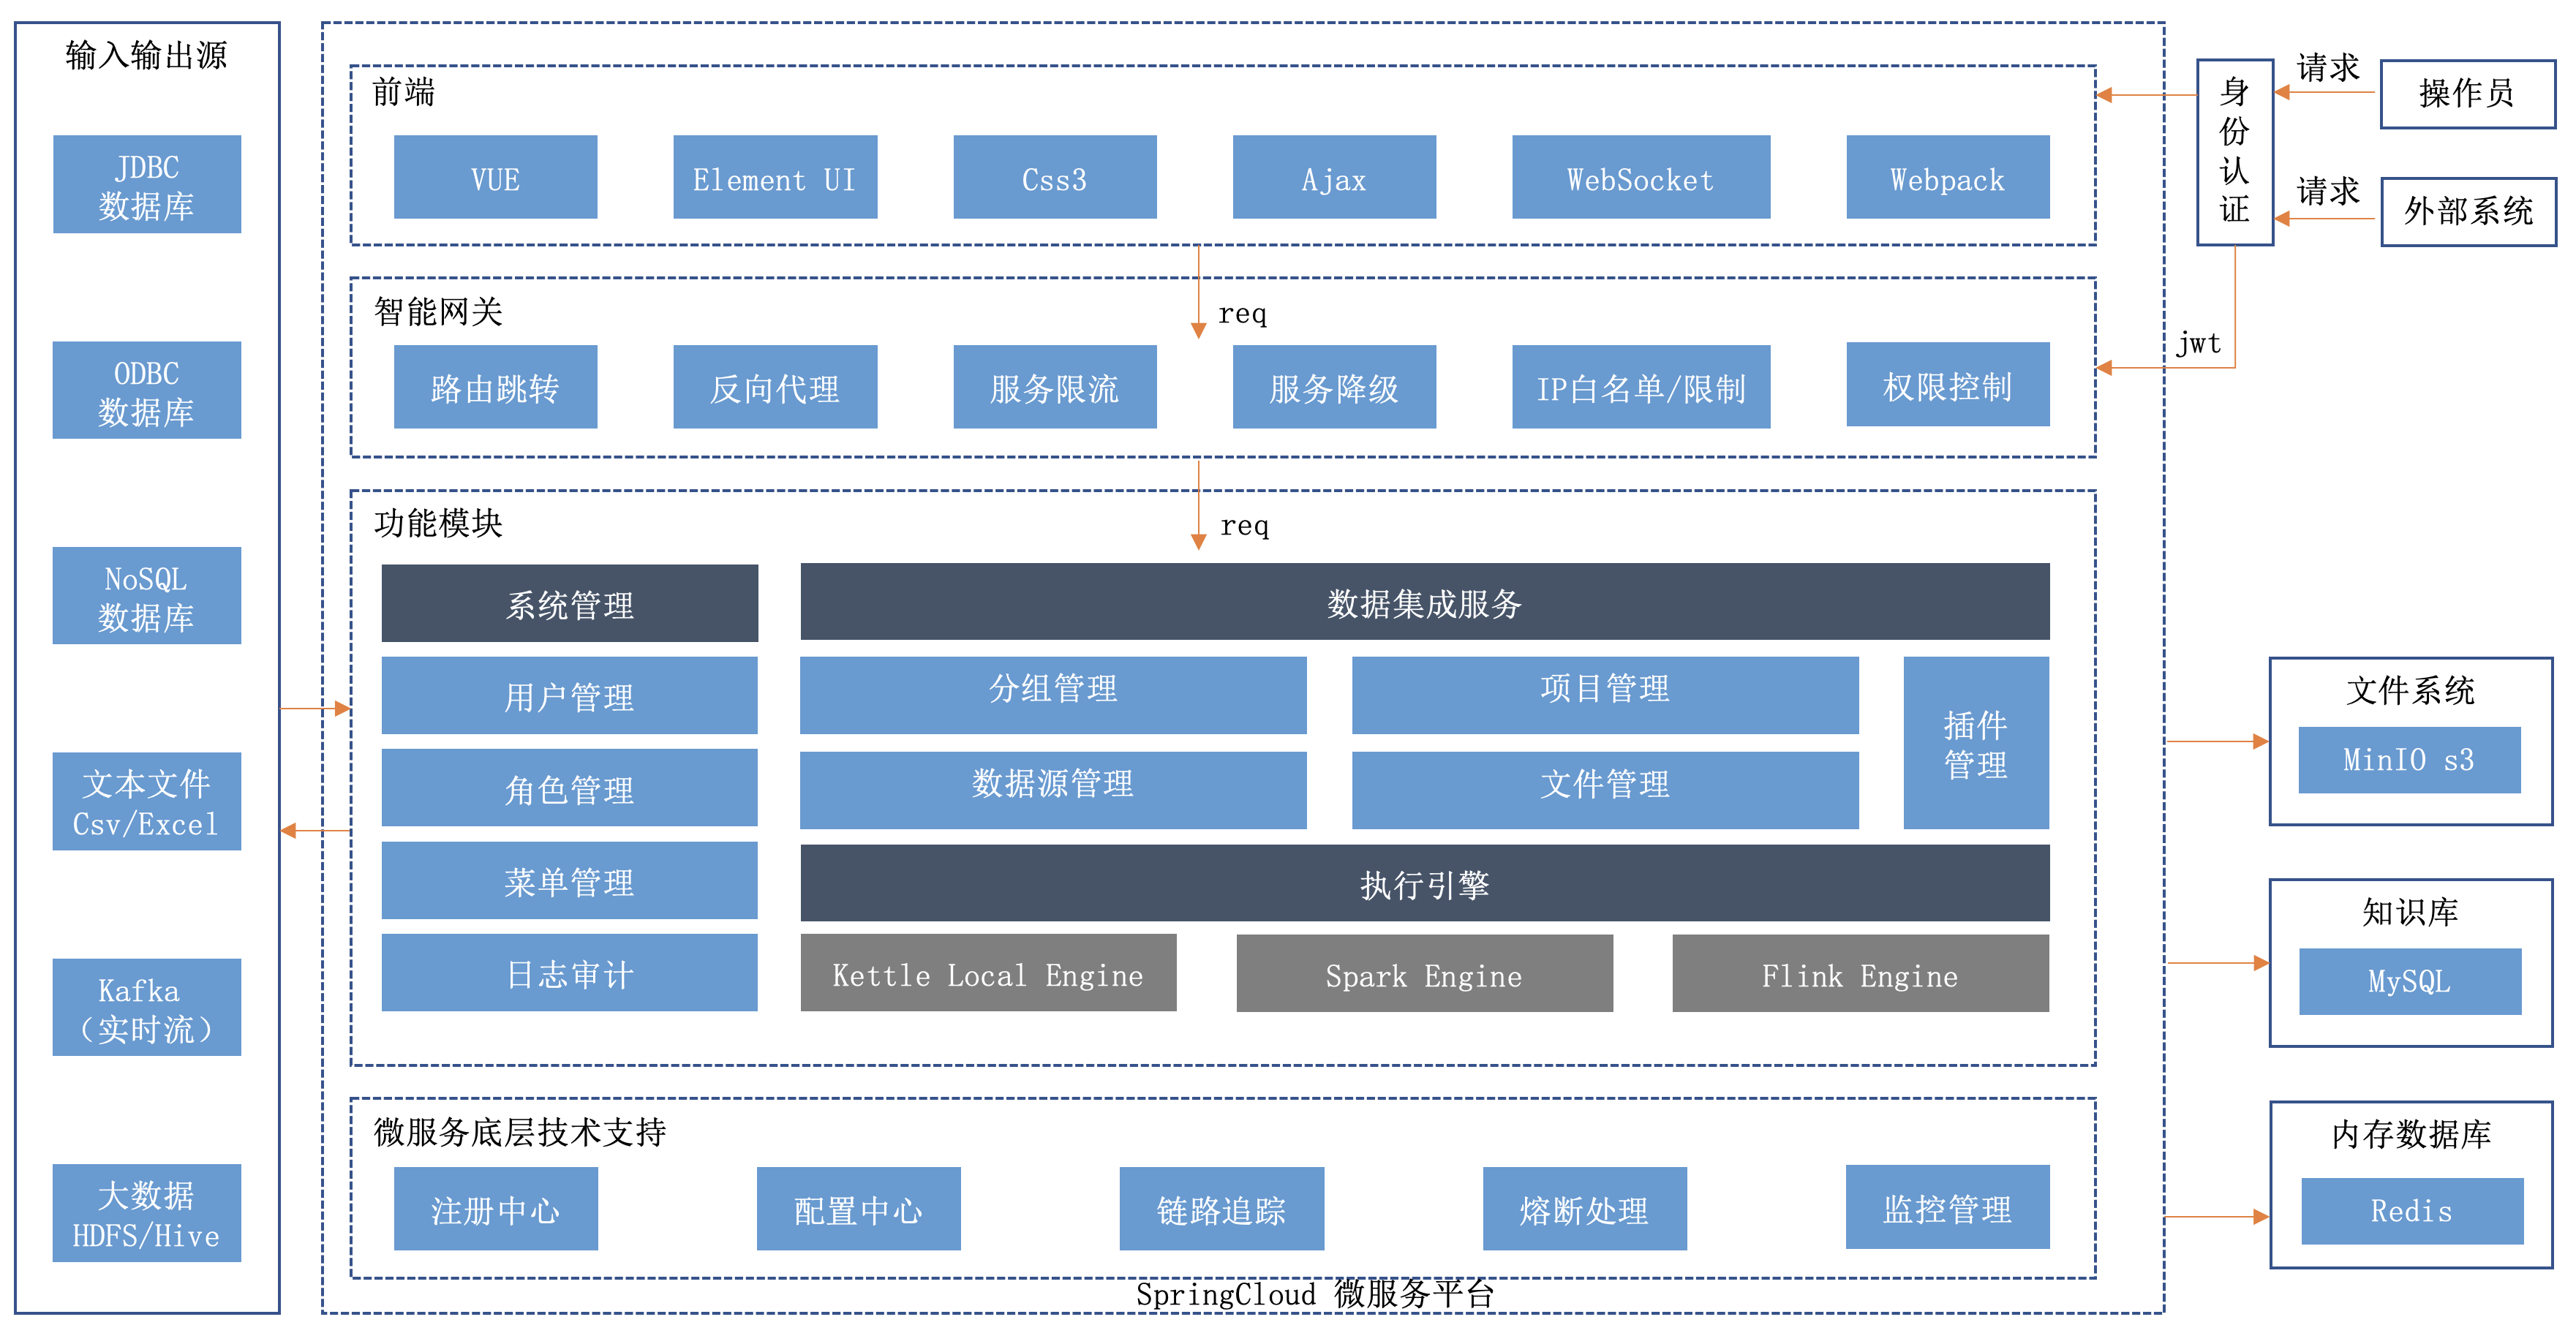 输入输出源
JDBC
数据库
ODBC
数据库
NoSQL
数据库
文本文件
Csv/Excel
Kafka
（实时流）
大数据
HDFS/Hive
前端
VUE
Element UI
Css3
Ajax
WebSocket
Webpack
req
智能网关
路由跳转
反向代理
服务限流
服务降级
IP白名单/限制
权限控制
req
功能模块
系统管理
用户管理
角色管理
菜单管理
日志审计
数据集成服务
分组管理
项目管理
数据源管理
文件管理
插件
管理
执行引擎
Kettle Local Engine
Spark Engine
Flink Engine
微服务底层技术支持
注册中心
配置中心
链路追踪
熔断处理
监控管理
SpringCloud 微服务平台
身
份
认
证
请求
操作员
请求
外部系统
jwt
文件系统
MinIO s3
知识库
MySQL
内存数据库
Redis